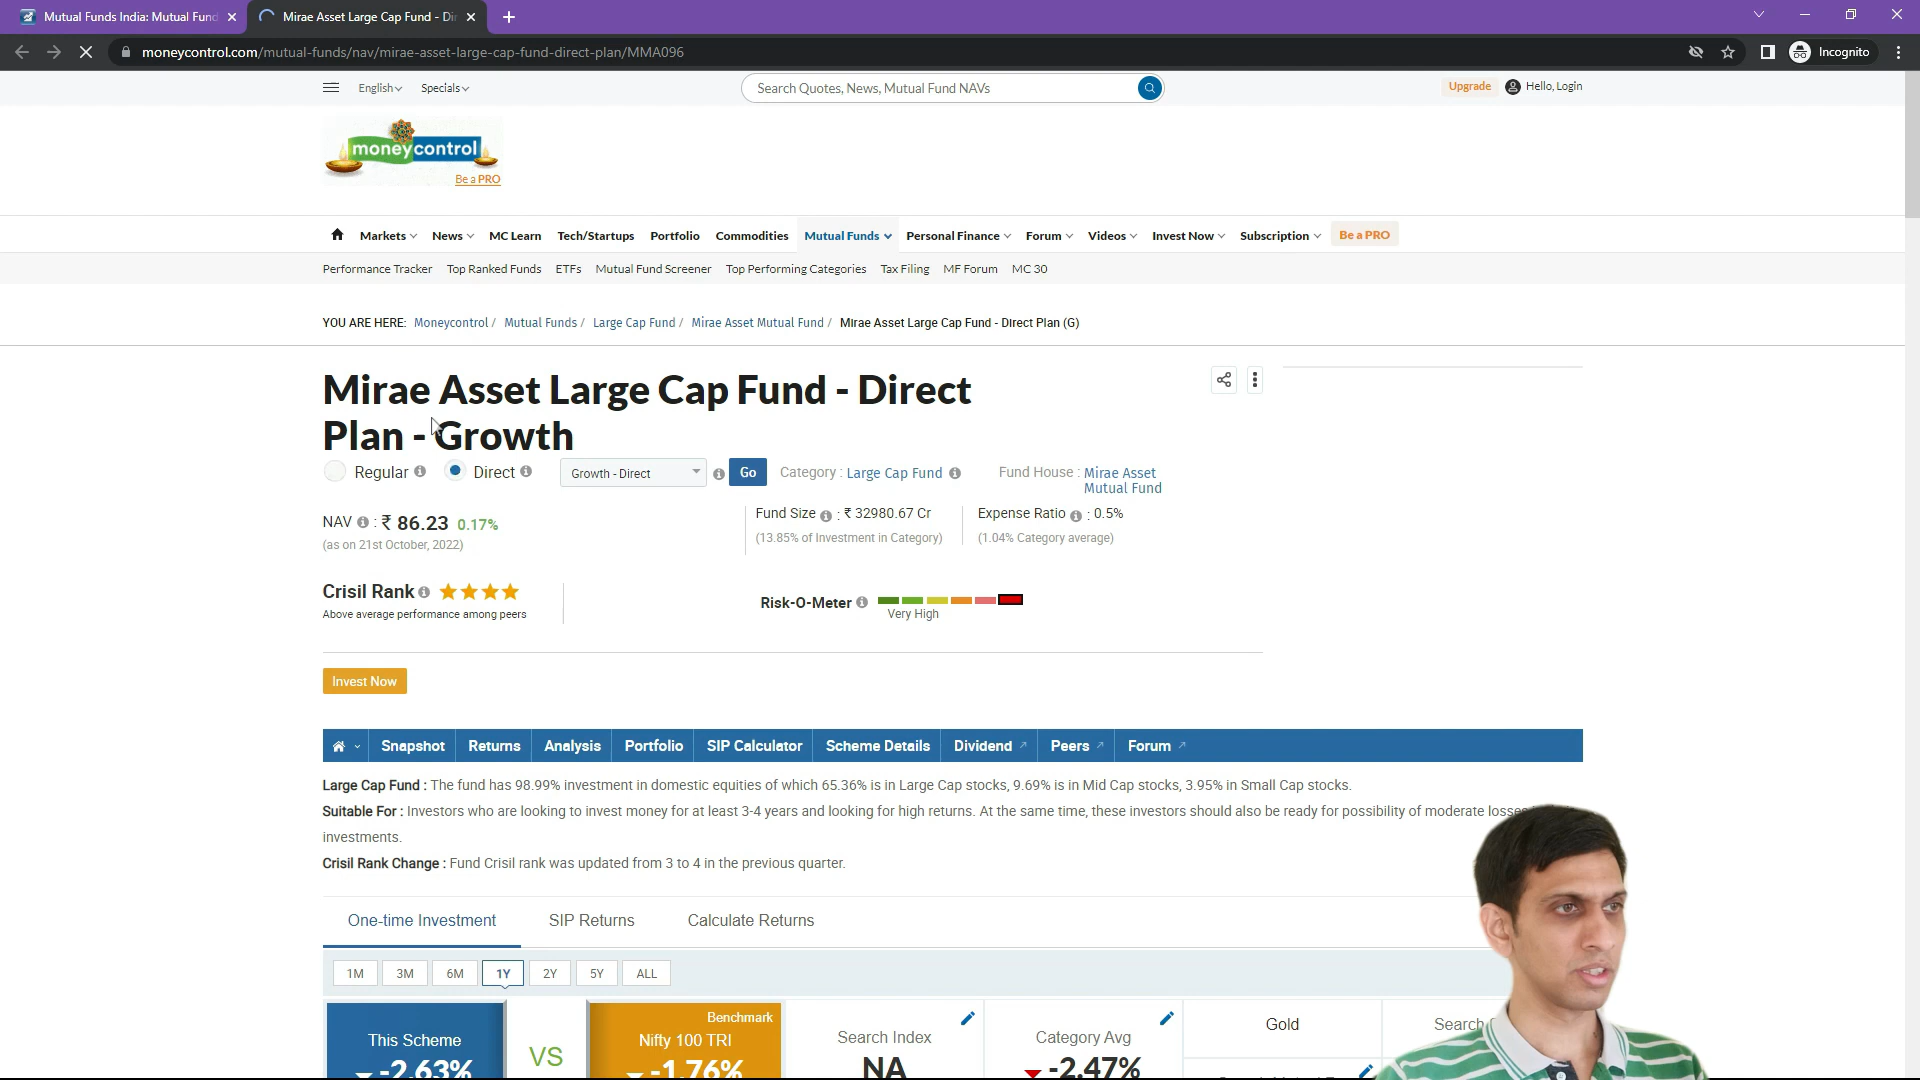 Mutual Funds India: Mutual Fund
Mirae Asset Large Cap Fund - Dir
moneycontrol.com/mutual-funds/nav/mirae-asset-large-cap-fund-direct-plan/MMA096
Incognito
English
Specials
Search Quotes, News, Mutual Fund NAVs
Upgrade
Hello, Login
moneycontrol
Be a PRO
Markets News MC Learn Tech/Startups Portfolio Commodities Mutual Funds Personal Finance Forum Videos Invest Now Subscription Be a PRO
Performance Tracker Top Ranked Funds ETFs Mutual Fund Screener Top Performing Categories Tax Filing MF Forum MC 30
YOU ARE HERE: Moneycontrol / Mutual Funds / Large Cap Fund / Mirae Asset Mutual Fund / Mirae Asset Large Cap Fund - Direct Plan (G)
Mirae Asset Large Cap Fund - Direct
Plan - Growth
Regular Direct Growth - Direct Go Category : Large Cap Fund Fund House : Mirae Asset
Mutual Fund
NAV : ₹ 86.23 0.17%
(as on 21st October, 2022)
Fund Size : ₹ 32980.67 Cr
(13.85% of Investment in Category)
Expense Ratio : 0.5%
(1.04% Category average)
Crisil Rank
Above average performance among peers
Risk-O-Meter
Very High
Invest Now
Snapshot Returns Analysis Portfolio SIP Calculator Scheme Details Dividend Peers Forum
Large Cap Fund : The fund has 98.99% investment in domestic equities of which 65.36% is in Large Cap stocks, 9.69% is in Mid Cap stocks, 3.95% in Small Cap stocks.
Suitable For : Investors who are looking to invest money for at least 3-4 years and looking for high returns. At the same time, these investors should also be ready for possibility of moderate losses
investments.
Crisil Rank Change : Fund Crisil rank was updated from 3 to 4 in the previous quarter.
One-time Investment SIP Returns Calculate Returns
1M 3M 6M 1Y 2Y 5Y ALL
This Scheme
-2.63%
VS
Benchmark
Nifty 100 TRI
-1.76%
Search Index
NA
Category Avg
-2.47%
Gold
Search